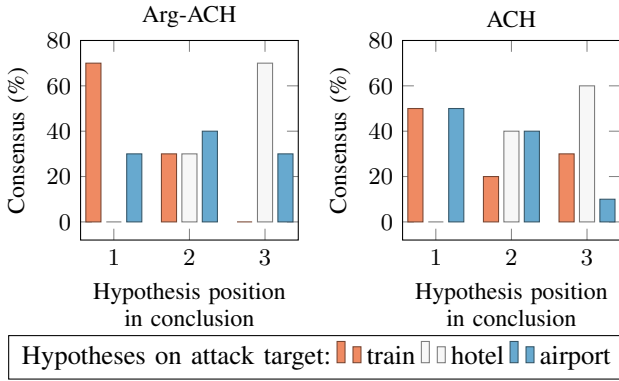 Arg-ACH
80
60
40
20
0
Consensus (%)
1 2 3
Hypothesis position
in conclusion
ACH
80
60
40
20
0
Consensus (%)
1 2 3
Hypothesis position
in conclusion
Hypotheses on attack target: train hotel airport